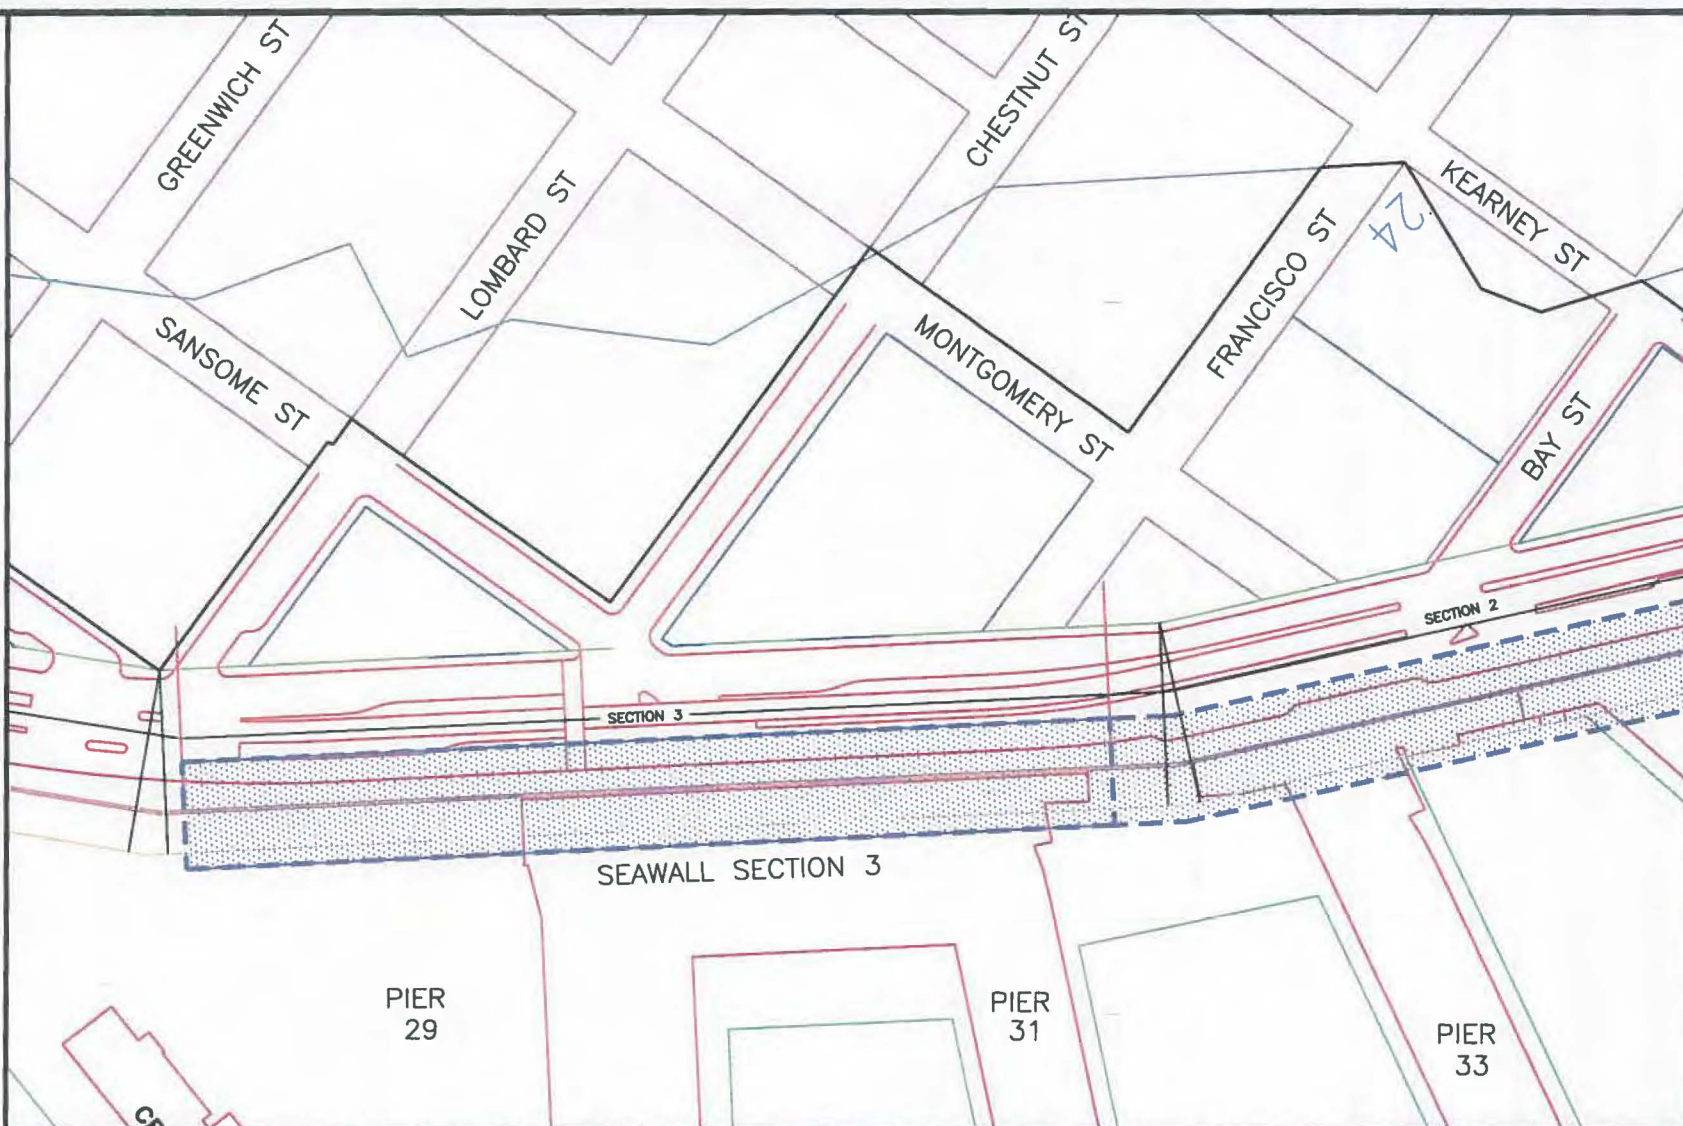 GREENWICH ST
CHESTNUT ST
LOMBARD ST
KEARNEY ST
24
FRANCISCO ST
SANSOME ST
MONTGOMERY ST
BAY ST
SECTION 2
SECTION 3
SEAWALL SECTION 3
PIER
29
PIER
31
PIER
33